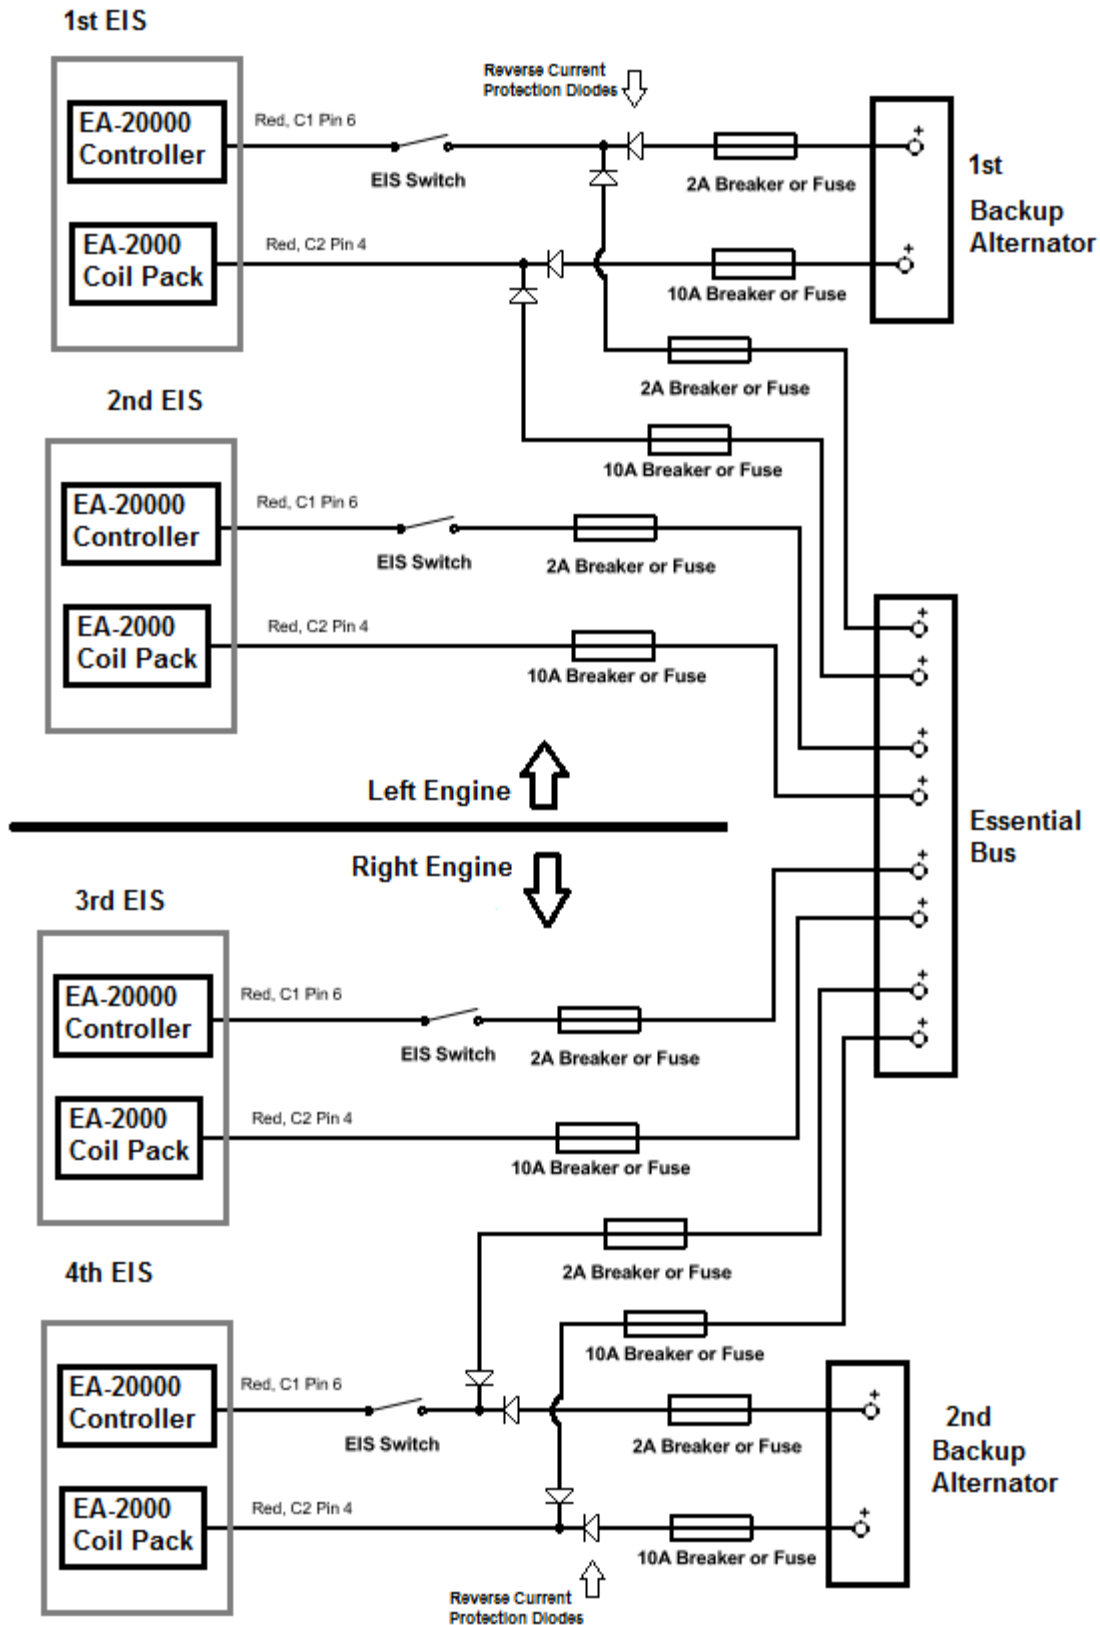 1st EIS
Reverse Current
Protection Diodes
EA-20000
Controller
Red, C1 Pin 6
EIS Switch
2A Breaker or Fuse
+
1st
Backup
Alternator
EA-2000
Coil Pack
Red, C2 Pin 4
10A Breaker or Fuse
+
2A Breaker or Fuse
10A Breaker or Fuse
2nd EIS
EA-20000
Controller
Red, C1 Pin 6
EIS Switch
2A Breaker or Fuse
EA-2000
Coil Pack
Red, C2 Pin 4
10A Breaker or Fuse
+
+
+
+
Left Engine
Essential
Bus
Right Engine
+
+
+
+
3rd EIS
EA-20000
Controller
Red, C1 Pin 6
EIS Switch
2A Breaker or Fuse
EA-2000
Coil Pack
Red, C2 Pin 4
10A Breaker or Fuse
2A Breaker or Fuse
10A Breaker or Fuse
4th EIS
EA-20000
Controller
Red, C1 Pin 6
EIS Switch
2A Breaker or Fuse
+
2nd
Backup
Alternator
EA-2000
Coil Pack
Red, C2 Pin 4
10A Breaker or Fuse
+
Reverse Current
Protection Diodes